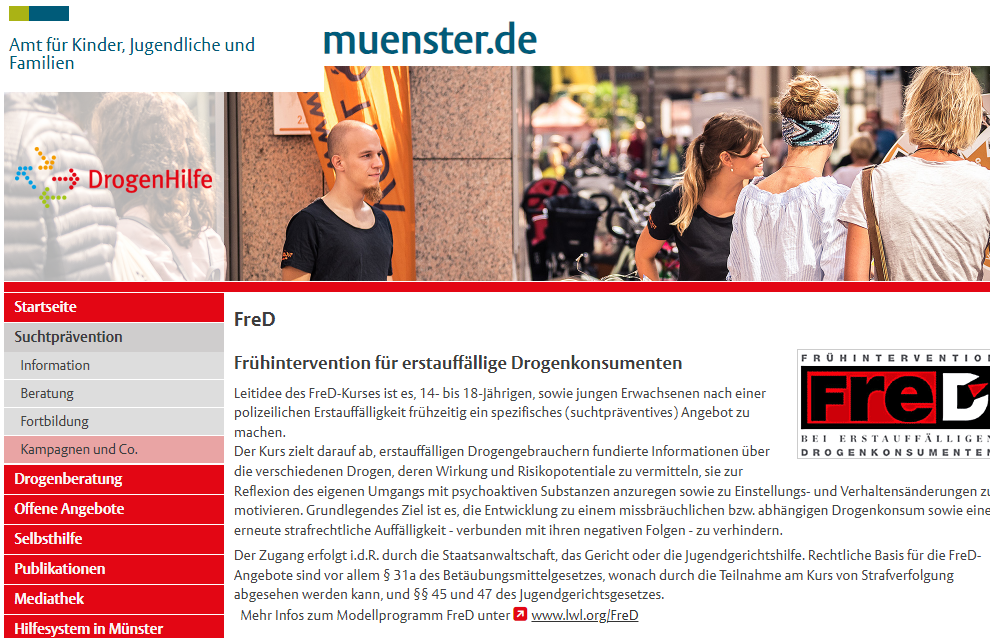 Amt für Kinder, Jugendliche und
Familien
muenster.de
2.
DrogenHilfe
Startseite
Suchtprävention
Information
Beratung
Fortbildung
Kampagnen und Co.
Drogenberatung
Offene Angebote
Selbsthilfe
Publikationen
Mediathek
Hilfesystem in Münster
FreD
Frühintervention für erstauffällige Drogenkonsumenten
Leitidee des FreD-Kurses ist es, 14- bis 18-Jährigen, sowie jungen Erwachsenen nach einer
polizeilichen Erstauffäligkeit frühzeitig ein spezifisches (suchtpräventives) Angebot zu
machen.
Der Kurs zielt darauf ab, erstauffälligen Drogengebrauchern fundierte Informationen über
die verschiedenen Drogen, deren Wirkung und Risikopotentiale zu vermitteln, sie zur
Reflexion des eigenen Umgangs mit psychoaktiven Substanzen anzuregen sowie zu Einstellungs- und Verhaltensänderungen zu
motivieren. Grundlegendes Ziel ist es, die Entwicklung zu einem missbräuchlichen bzw. abhängigen Drogenkonsum sowie eine
erneute strafrechtliche Auffälligkeit - verbunden mit ihren negativen Folgen - zu verhindern.
Der Zugang erfolgt i.d.R. durch die Staatsanwaltschaft, das Gericht oder die Jugendgerichtshilfe. Rechtliche Basis für die FreD-
Angebote sind vor allem § 31a des Betäubungsmittelgesetzes, wonach durch die Teilnahme am Kurs von Strafverfolgung
abgesehen werden kann, und §§ 45 und 47 des Jugendgerichtsgesetzes.
Mehr Infos zum Modellprogramm FreD unter www.lwl.org/FreD
FRÜHINTERVENTION
FreD
BEI ERSTAUFFÄLLIGEN
DROGENKONSUMENTEN